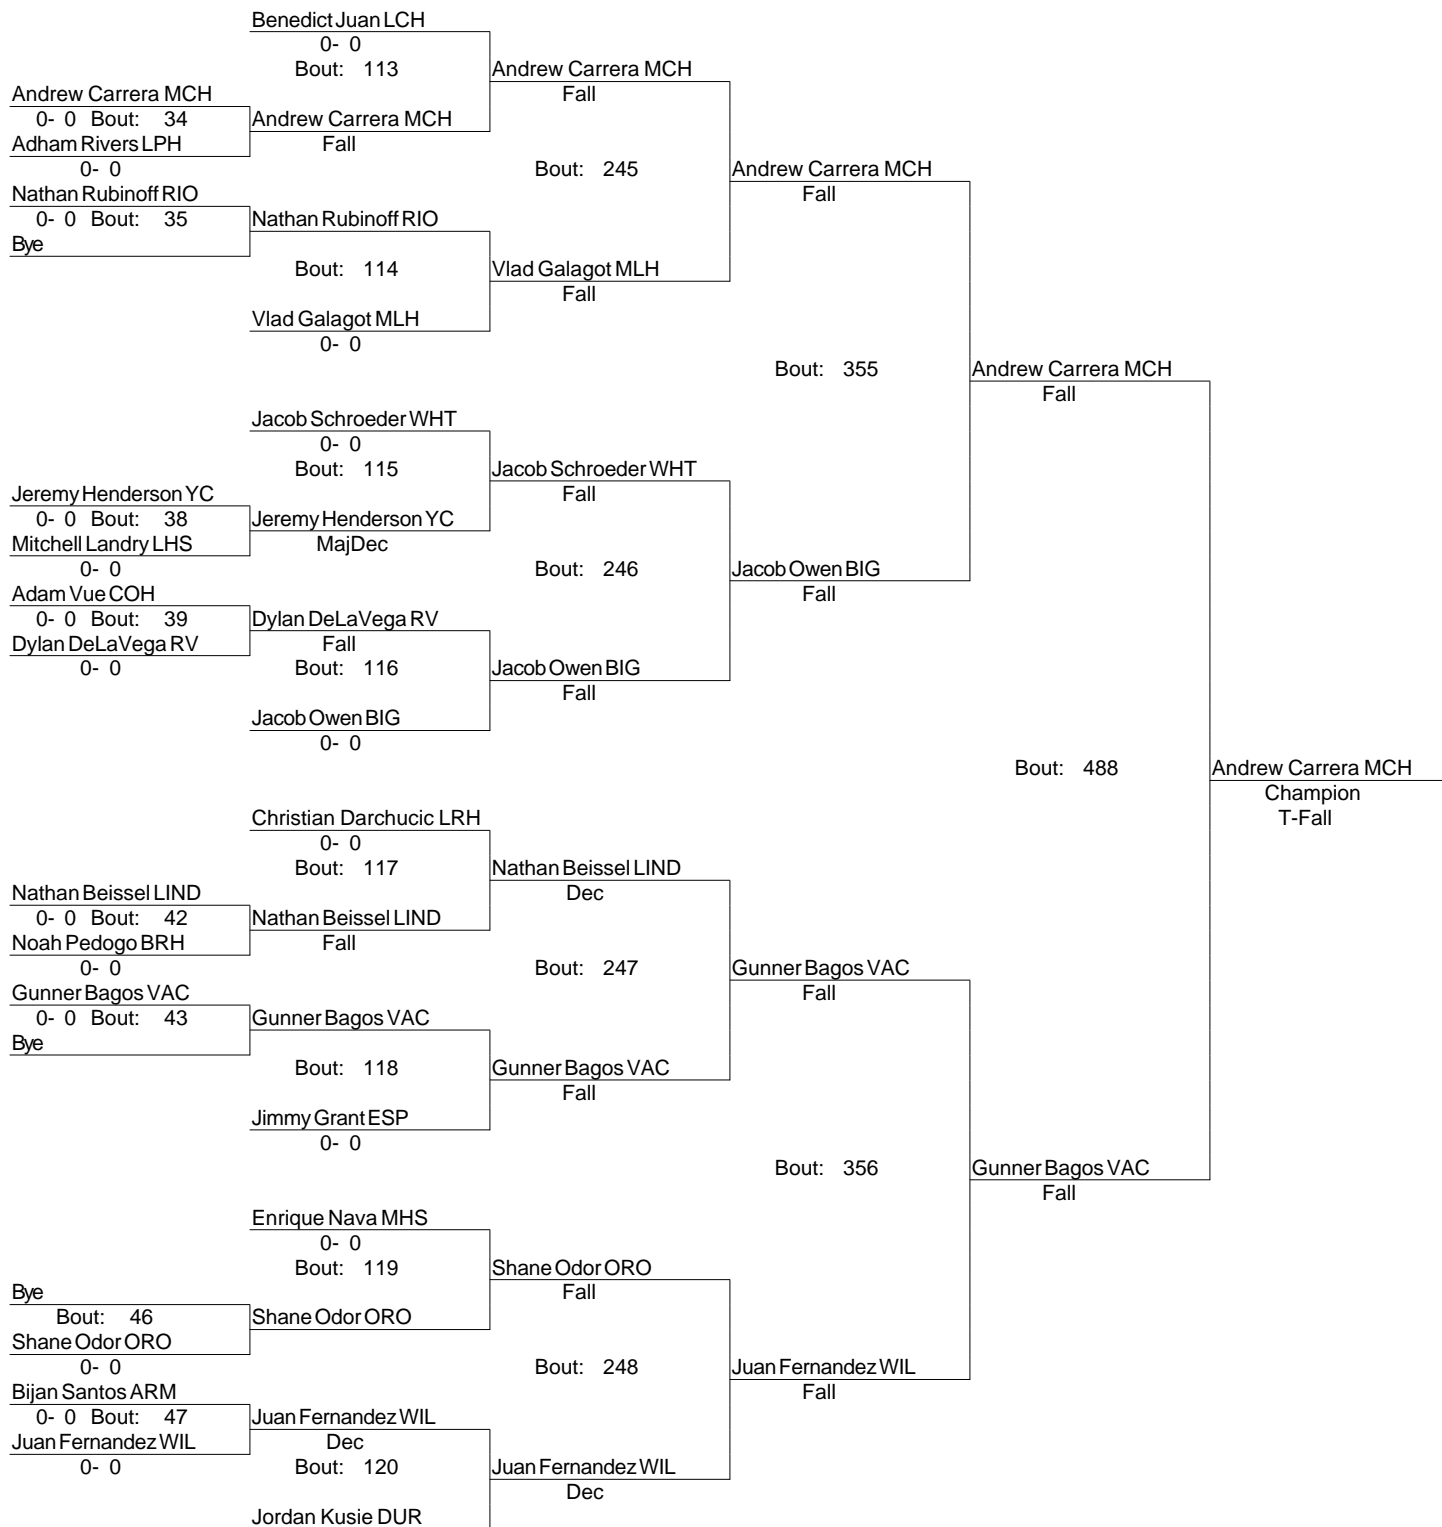 Benedict Juan LCH
0- 0
Bout: 113
Andrew Carrera MCH
Fall
Andrew Carrera MCH
0- 0 Bout: 34
Andrew Carrera MCH
Adham Rivers LPH
Fall
0- 0
Bout: 245
Andrew Carrera MCH
Fall
Nathan Rubinoff RIO
0- 0 Bout: 35
Nathan Rubinoff RIO
Bye
Bout: 114
Vlad Galagot MLH
Fall
Vlad Galagot MLH
0- 0
Bout: 355
Andrew Carrera MCH
Fall
Jacob Schroeder WHT
0- 0
Bout: 115
Jacob Schroeder WHT
Fall
Jeremy Henderson YC
0- 0 Bout: 38
Jeremy Henderson YC
Mitchell Landry LHS
MajDec
0- 0
Bout: 246
Jacob Owen BIG
Fall
Adam Vue COH
0- 0 Bout: 39
Dylan DeLaVega RV
Dylan DeLaVega RV
Fall
0- 0
Bout: 116
Jacob Owen BIG
Fall
Jacob Owen BIG
0- 0
Bout: 488
Andrew Carrera MCH
Champion
T-Fall
Christian Darchucic LRH
0- 0
Bout: 117
Nathan Beissel LIND
Dec
Nathan Beissel LIND
0- 0 Bout: 42
Nathan Beissel LIND
Noah Pedogo BRH
Fall
0- 0
Bout: 247
Gunner Bagos VAC
Fall
Gunner Bagos VAC
0- 0 Bout: 43
Gunner Bagos VAC
Bye
Bout: 118
Gunner Bagos VAC
Fall
Jimmy Grant ESP
0- 0
Bout: 356
Gunner Bagos VAC
Fall
Enrique Nava MHS
0- 0
Bout: 119
Shane Odor ORO
Fall
Bye
Bout: 46
Shane Odor ORO
Shane Odor ORO
0- 0
Bout: 248
Juan Fernandez WIL
Fall
Bijan Santos ARM
0- 0 Bout: 47
Juan Fernandez WIL
Juan Fernandez WIL
Dec
0- 0
Bout: 120
Juan Fernandez WIL
Dec
Jordan Kusie DUR